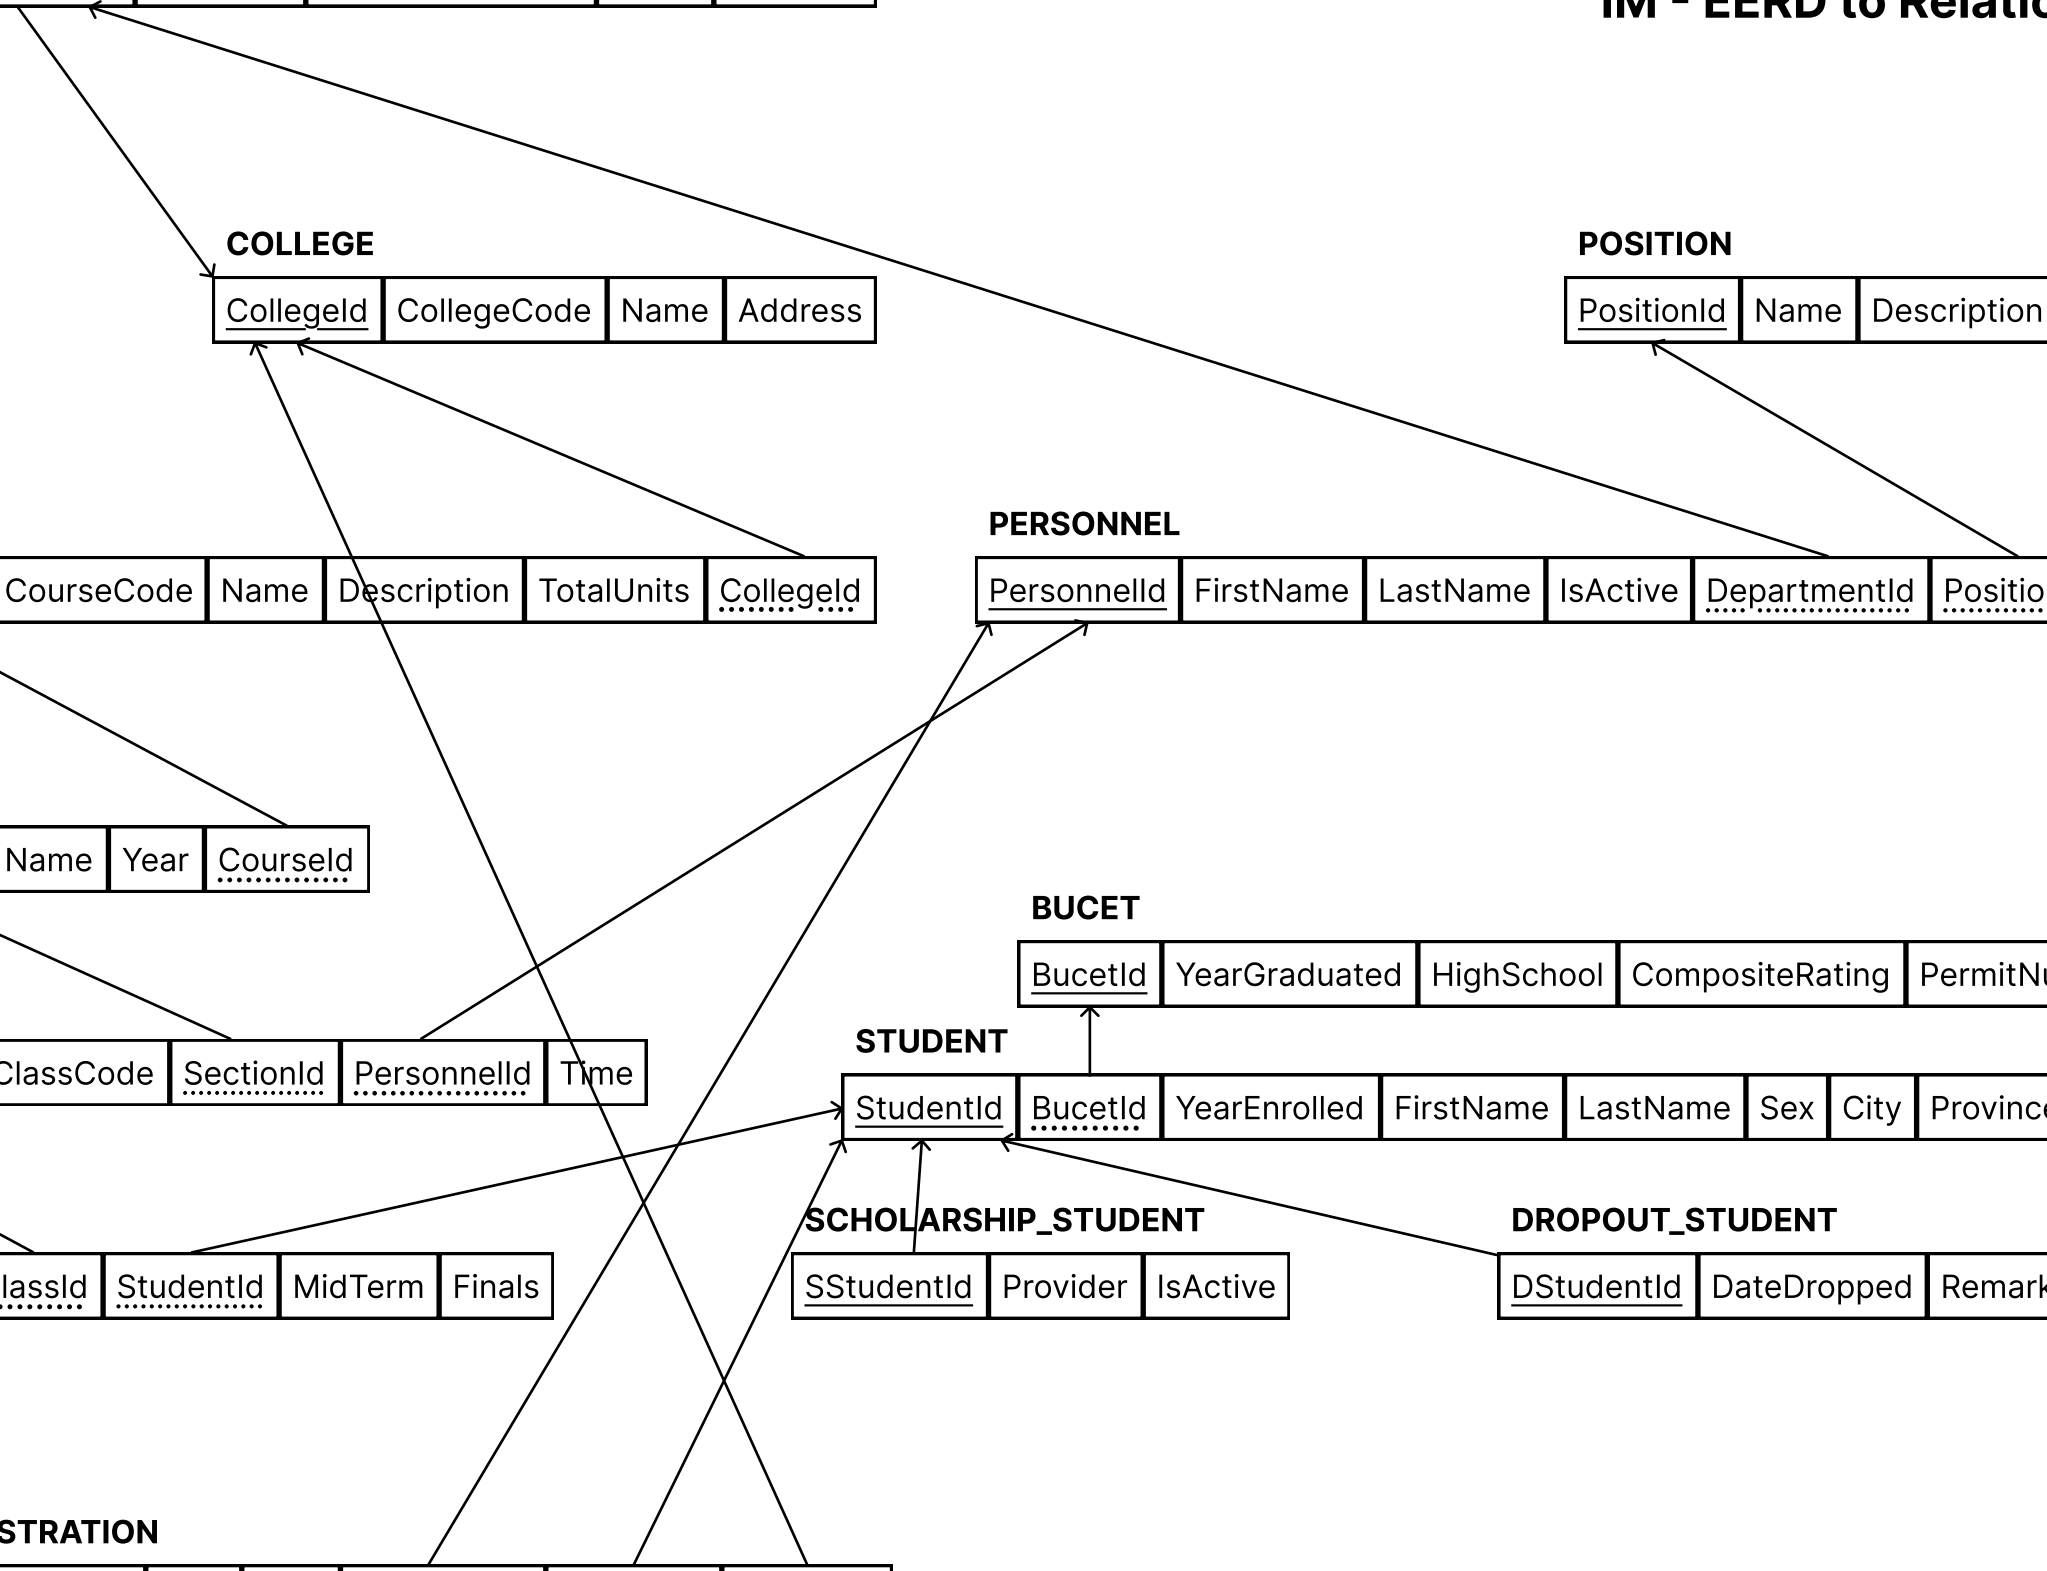 IM - EERD to Relatio
COLLEGE
CollegeId CollegeCode Name Address
POSITION
PositionId Name Description
CourseCode Name Description TotalUnits CollegeId
PERSONNEL
PersonnelId FirstName LastName IsActive DepartmentId Positio
Name Year CourseId
BUCET
BucetId YearGraduated HighSchool CompositeRating PermitNu
ClassCode SectionId PersonnelId Time
STUDENT
StudentId BucetId YearEnrolled FirstName LastName Sex City Province
lassId StudentId MidTerm Finals
SCHOLARSHIP_STUDENT
SStudentId Provider IsActive
DROPOUT_STUDENT
DStudentId DateDropped Remark
STRATION